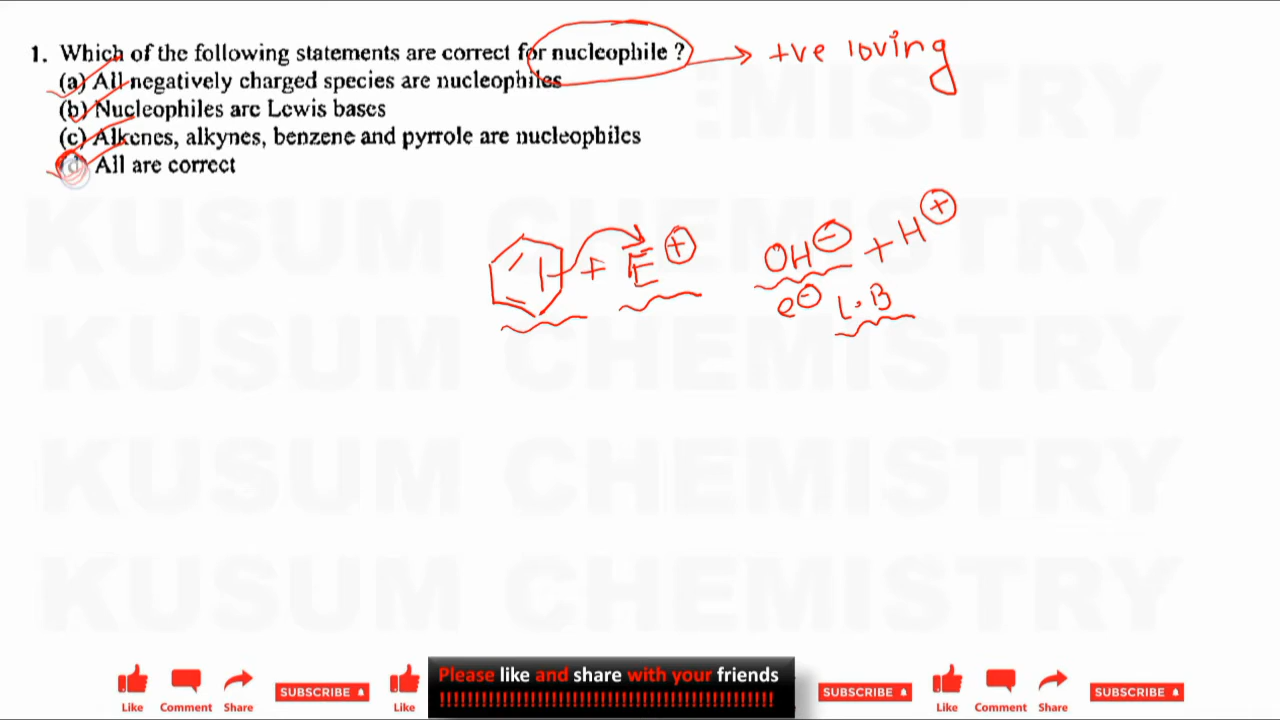 1. Which of the following statements are correct for nucleophile ? → +ve loving
(a) All negatively charged species are nucleophiles
(b) Nucleophiles are Lewis bases
(c) Alkenes, alkynes, benzene and pyrrole are nucleophiles
(d) All are correct
+ E⊕ OH⊖ + H⊕
e⊖ L.B
KUSUM CHEMISTRY
KUSUM CHEMISTRY
KUSUM CHEMISTRY
KUSUM CHEMISTRY
Please like and share with your friends
!!!!!!!!!!!!!!!!!!!!!!!!!!!!!!!!!!!!!!!!!!!!!!!!
Like Comment Share SUBSCRIBE Like SUBSCRIBE Like Comment Share SUBSCRIBE